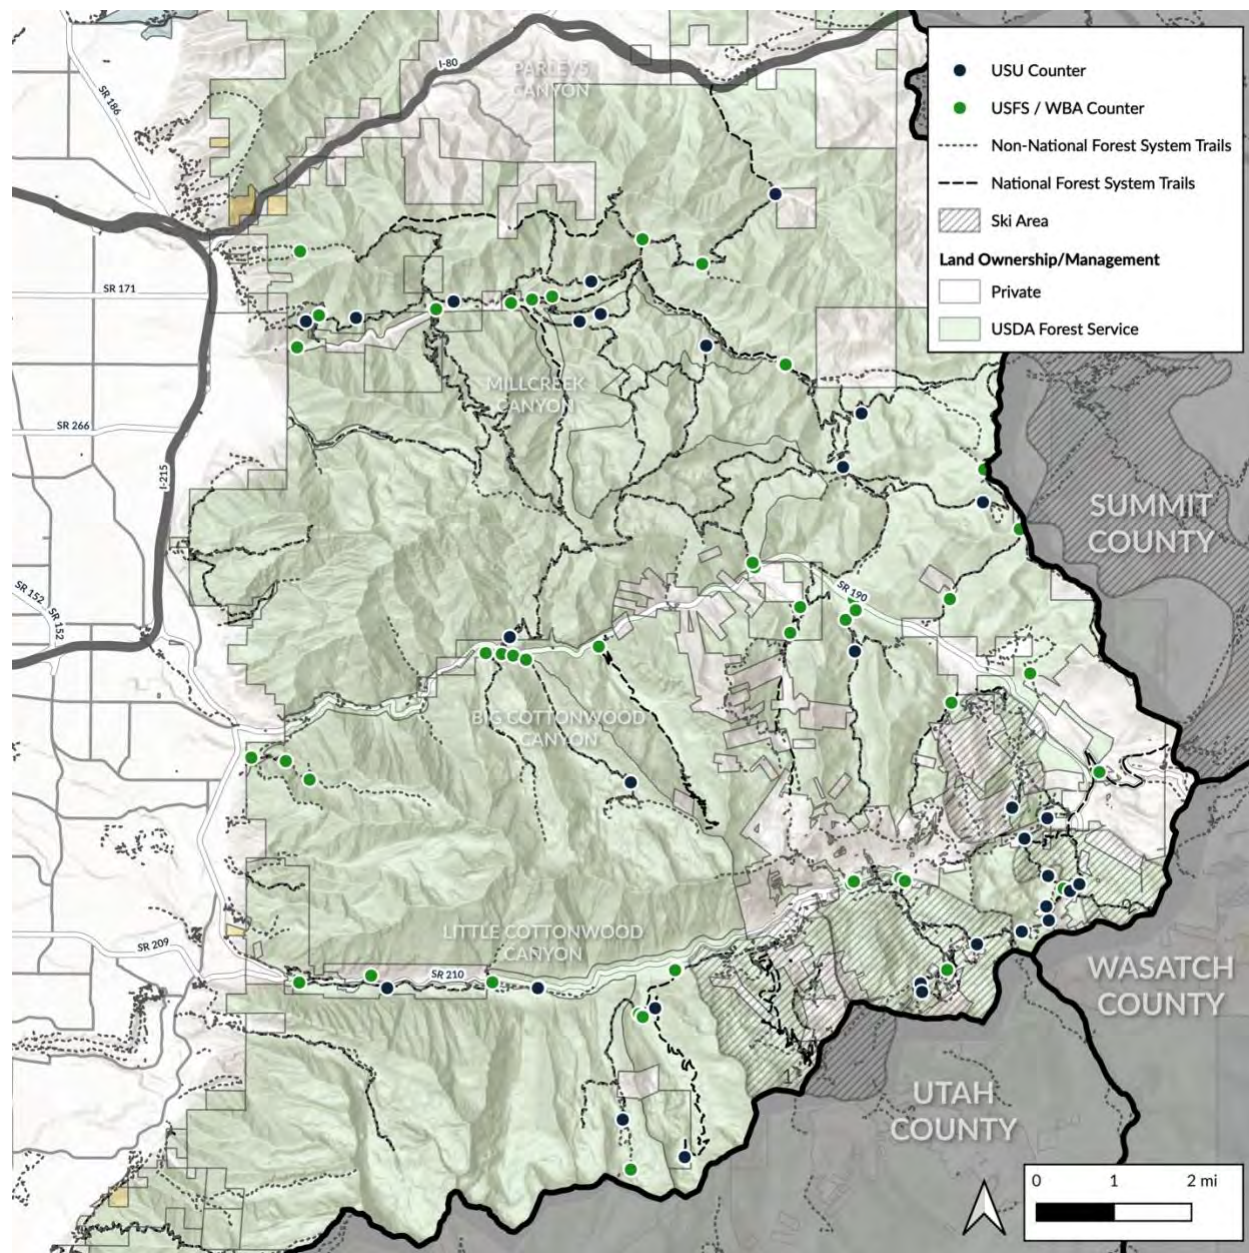 I-80
PARLEYS
CANYON
SR 186
USU Counter
USFS / WBA Counter
Non-National Forest System Trails
National Forest System Trails
Ski Area
Land Ownership/Management
Private
USDA Forest Service
SR 171
MILLCREEK
CANYON
SR 266
I-215
SUMMIT
COUNTY
SR 152
SR 152
SR 190
BIG COTTONWOOD
CANYON
LITTLE COTTONWOOD
CANYON
SR 209
SR 210
WASATCH
COUNTY
UTAH
COUNTY
0 1 2 mi